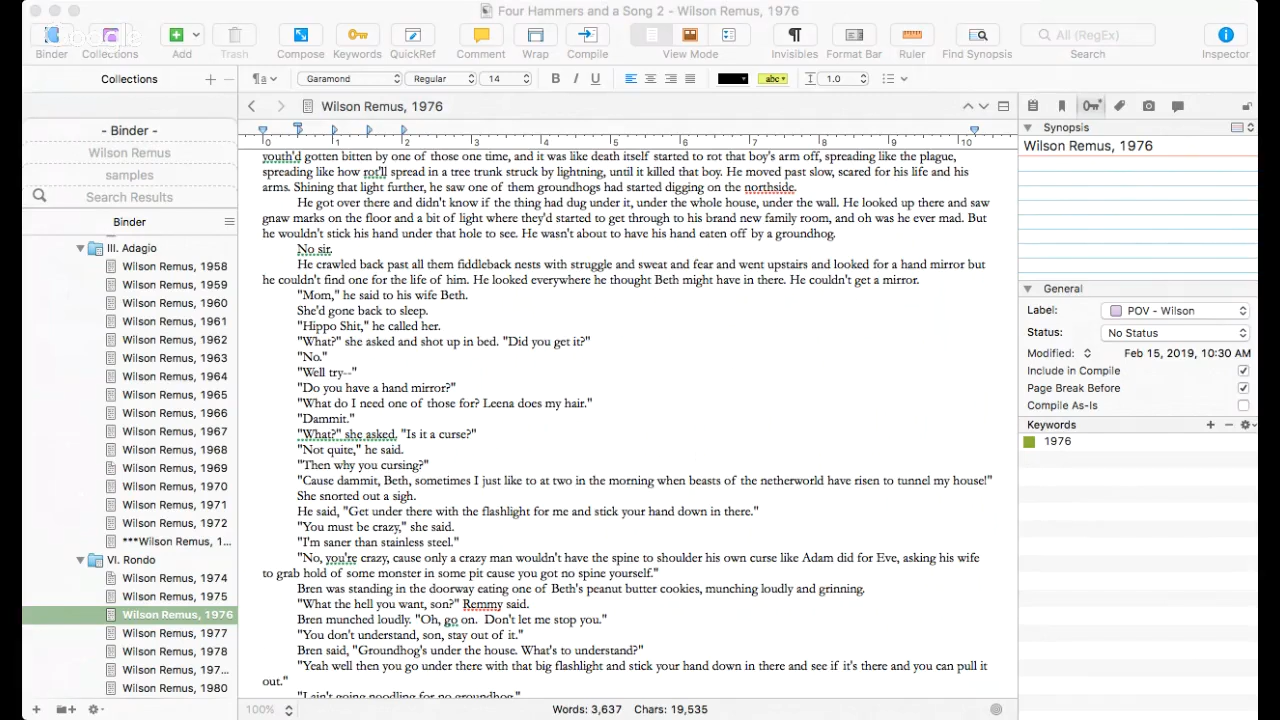 Four Hammers and a Song 2 - Wilson Remus, 1976
Binder
Collections
Add
Trash
Compose
Keywords
QuickRef
Comment
Wrap
Compile
View Mode
Invisibles
Format Bar
Ruler
Find Synopsis
All (RegEx)
Search
Inspector
Collections
Garamond
Regular
14
B I U
abc
1.0
- Binder -
Wilson Remus
samples
Search Results
Binder
III. Adagio
Wilson Remus, 1958
Wilson Remus, 1959
Wilson Remus, 1960
Wilson Remus, 1961
Wilson Remus, 1962
Wilson Remus, 1963
Wilson Remus, 1964
Wilson Remus, 1965
Wilson Remus, 1966
Wilson Remus, 1967
Wilson Remus, 1968
Wilson Remus, 1969
Wilson Remus, 1970
Wilson Remus, 1971
Wilson Remus, 1972
***Wilson Remus, 1...
VI. Rondo
Wilson Remus, 1974
Wilson Remus, 1975
Wilson Remus, 1976
Wilson Remus, 1977
Wilson Remus, 1978
Wilson Remus, 197...
Wilson Remus, 1980
Wilson Remus, 1976
0 1 2 3 4 5 6 7 8 9 10
youth'd gotten bitten by one of those one time, and it was like death itself started to rot that boy's arm off, spreading like the plague,
spreading like how rot'll spread in a tree trunk struck by lightning, until it killed that boy. He moved past slow, scared for his life and his
arms. Shining that light further, he saw one of them groundhogs had started digging on the northside.
He got over there and didn't know if the thing had dug under it, under the whole house, under the wall. He looked up there and saw
gnaw marks on the floor and a bit of light where they'd started to get through to his brand new family room, and oh was he ever mad. But
he wouldn't stick his hand under that hole to see. He wasn't about to have his hand eaten off by a groundhog.
No sir.
He crawled back past all them fiddleback nests with struggle and sweat and fear and went upstairs and looked for a hand mirror but
he couldn't find one for the life of him. He looked everywhere he thought Beth might have in there. He couldn't get a mirror.
"Mom," he said to his wife Beth.
She'd gone back to sleep.
"Hippo Shit," he called her.
"What?" she asked and shot up in bed. "Did you get it?"
"No."
"Well try--"
"Do you have a hand mirror?"
"What do I need one of those for? Leena does my hair."
"Dammit."
"What?" she asked. "Is it a curse?"
"Not quite," he said.
"Then why you cursing?"
"Cause dammit, Beth, sometimes I just like to at two in the morning when beasts of the netherworld have risen to tunnel my house!"
She snorted out a sigh.
He said, "Get under there with the flashlight for me and stick your hand down in there."
"You must be crazy," she said.
"I'm saner than stainless steel."
"No, you're crazy, cause only a crazy man wouldn't have the spine to shoulder his own curse like Adam did for Eve, asking his wife
to grab hold of some monster in some pit cause you got no spine yourself."
Bren was standing in the doorway eating one of Beth's peanut butter cookies, munching loudly and grinning.
"What the hell you want, son?" Remmy said.
Bren munched loudly. "Oh, go on.  Don't let me stop you."
"You don't understand, son, stay out of it."
Bren said, "Groundhog's under the house. What's to understand?"
"Yeah well then you go under there with that big flashlight and stick your hand down in there and see if it's there and you can pull it
out."
"I ain't going noodling for no groundhog."
100%
Words: 3,637 Chars: 19,535
Synopsis
Wilson Remus, 1976
General
Label: POV - Wilson
Status: No Status
Modified: Feb 15, 2019, 10:30 AM
Include in Compile
Page Break Before
Compile As-Is
Keywords
1976